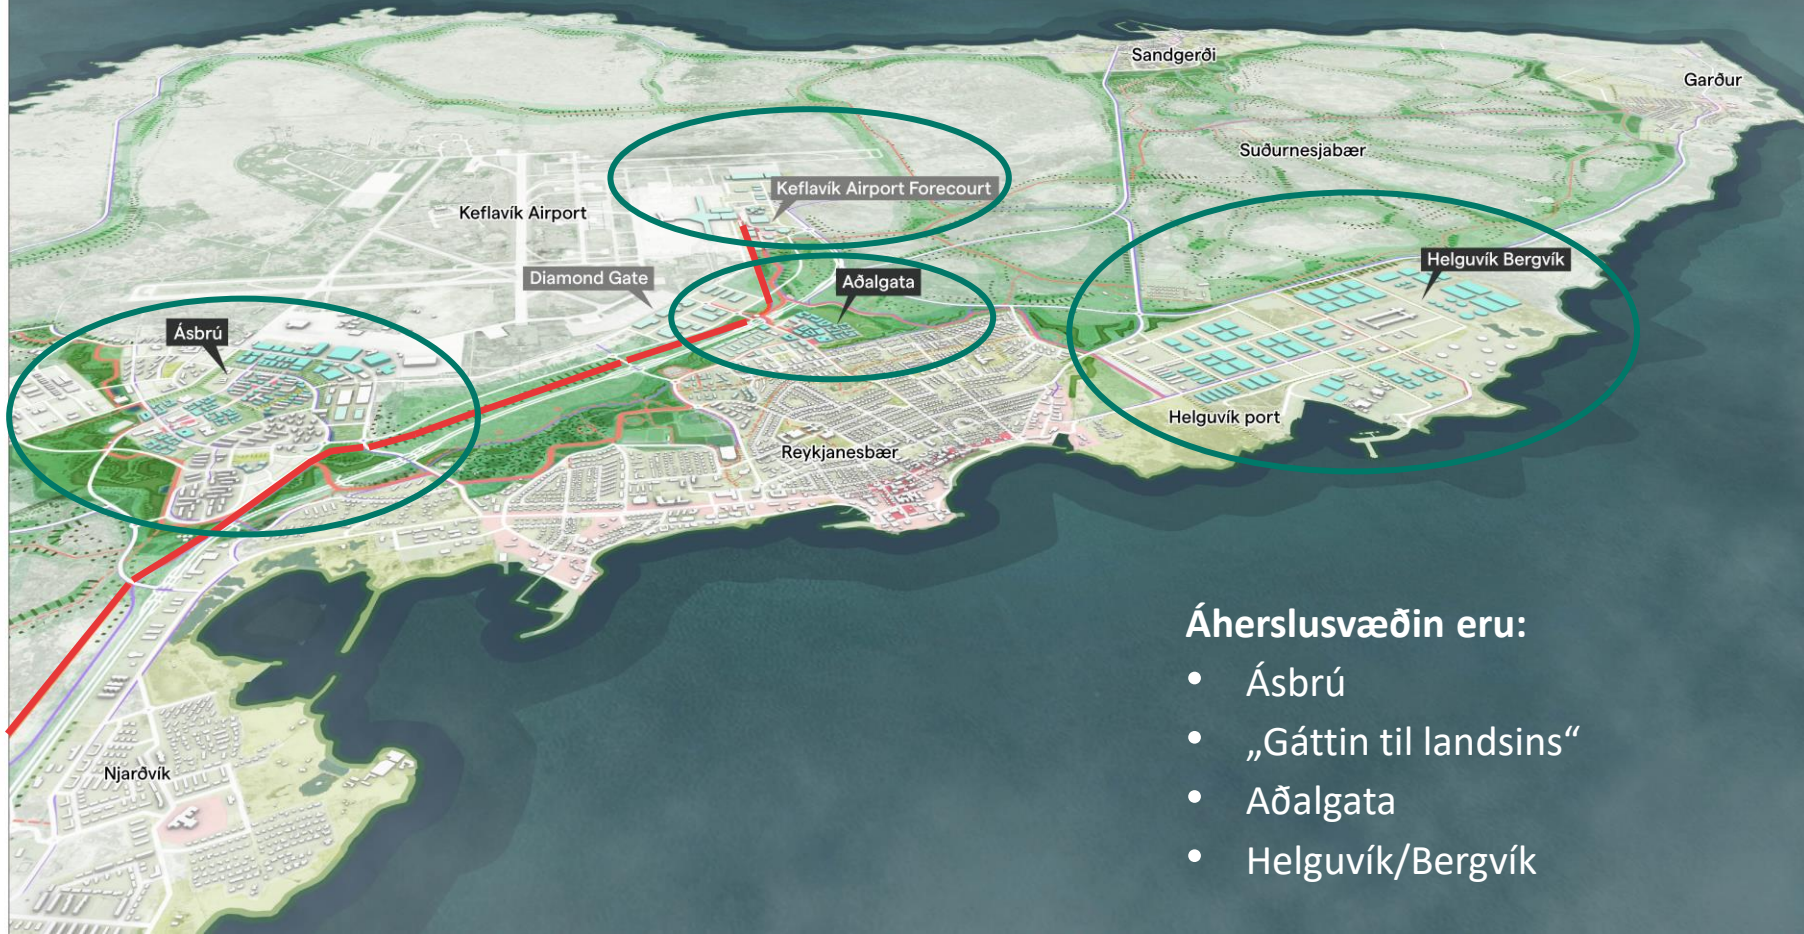 Sandgerði
Garður
Suðurnesjabær
Keflavík Airport Forecourt
Keflavík Airport
Helguvík Bergvík
Diamond Gate
Aðalgata
Ásbrú
Helguvík port
Reykjanesbær
Njarðvík
Áherslusvæðin eru:
• Ásbrú
• „Gáttin til landsins“
• Aðalgata
• Helguvík/Bergvík